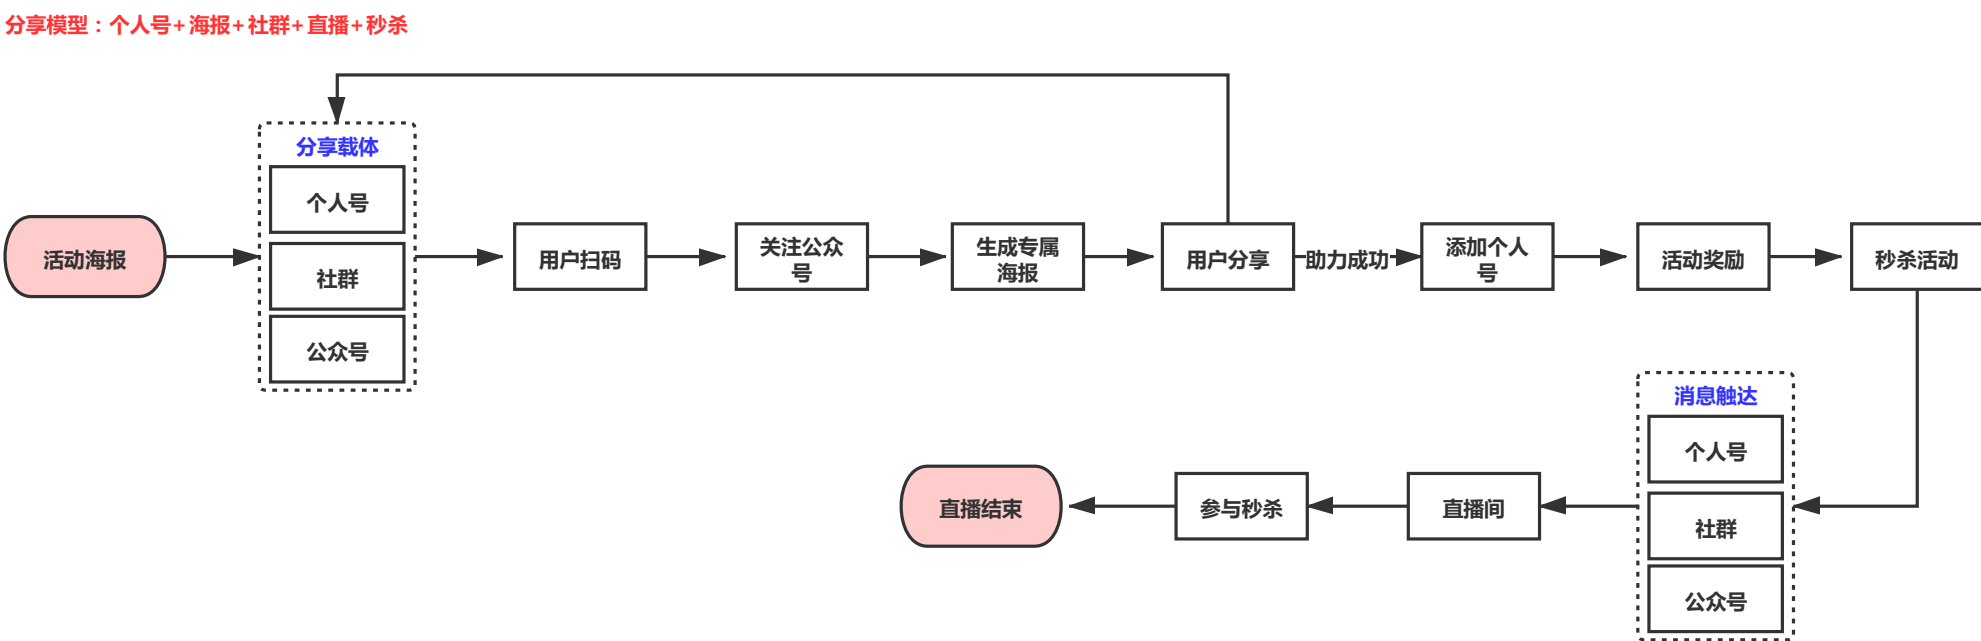 分享模型：个人号+海报+社群+直播+秒杀
活动海报
分享载体
个人号
社群
公众号
用户扫码
关注公众
号
生成专属
海报
用户分享
助力成功
添加个人
号
活动奖励
秒杀活动
消息触达
个人号
社群
公众号
直播间
参与秒杀
直播结束